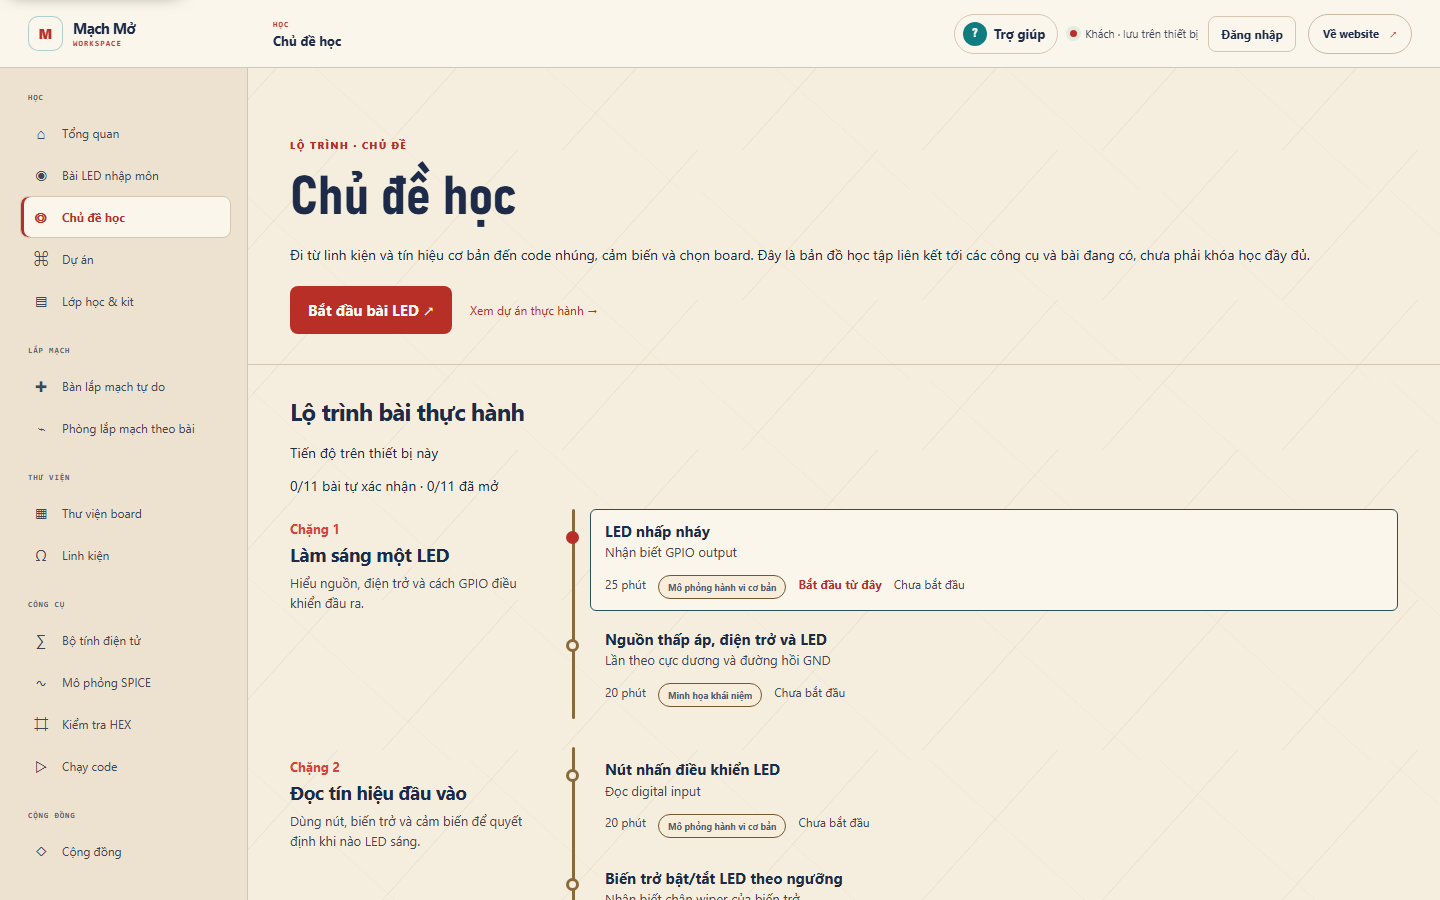 M
Mạch Mở
WORKSPACE
HỌC
Chủ đề học
? Trợ giúp
Khách · lưu trên thiết bị
Đăng nhập
Về website ↗
HỌC
Tổng quan
Bài LED nhập môn
Chủ đề học
Dự án
Lớp học & kit
LẮP MẠCH
Bàn lắp mạch tự do
Phòng lắp mạch theo bài
THƯ VIỆN
Thư viện board
Ω Linh kiện
CÔNG CỤ
∑ Bộ tính điện tử
∿ Mô phỏng SPICE
Kiểm tra HEX
▷ Chạy code
CỘNG ĐỒNG
◇ Cộng đồng
LỘ TRÌNH · CHỦ ĐỀ
Chủ đề học
Đi từ linh kiện và tín hiệu cơ bản đến code nhúng, cảm biến và chọn board. Đây là bản đồ học tập liên kết tới các công cụ và bài đang có, chưa phải khóa học đầy đủ.
Bắt đầu bài LED ↗
Xem dự án thực hành →
Lộ trình bài thực hành
Tiến độ trên thiết bị này
0/11 bài tự xác nhận · 0/11 đã mở
Chặng 1
Làm sáng một LED
Hiểu nguồn, điện trở và cách GPIO điều
khiển đầu ra.
LED nhấp nháy
Nhận biết GPIO output
25 phút Mô phỏng hành vi cơ bản Bắt đầu từ đây Chưa bắt đầu
Nguồn thấp áp, điện trở và LED
Lần theo cực dương và đường hồi GND
20 phút Minh họa khái niệm Chưa bắt đầu
Chặng 2
Đọc tín hiệu đầu vào
Dùng nút, biến trở và cảm biến để quyết
định khi nào LED sáng.
Nút nhấn điều khiển LED
Đọc digital input
20 phút Mô phỏng hành vi cơ bản Chưa bắt đầu
Biến trở bật/tắt LED theo ngưỡng
Nhận biết chân wiper của biến trở